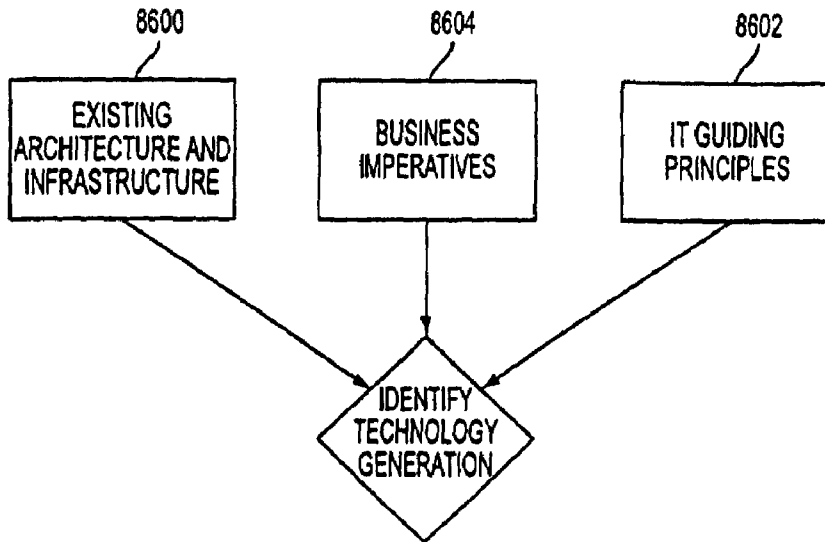 8600
8604
8602
EXISTING
ARCHITECTURE AND
INFRASTRUCTURE
BUSINESS
IMPERATIVES
IT GUIDING
PRINCIPLES
IDENTIFY
TECHNOLOGY
GENERATION